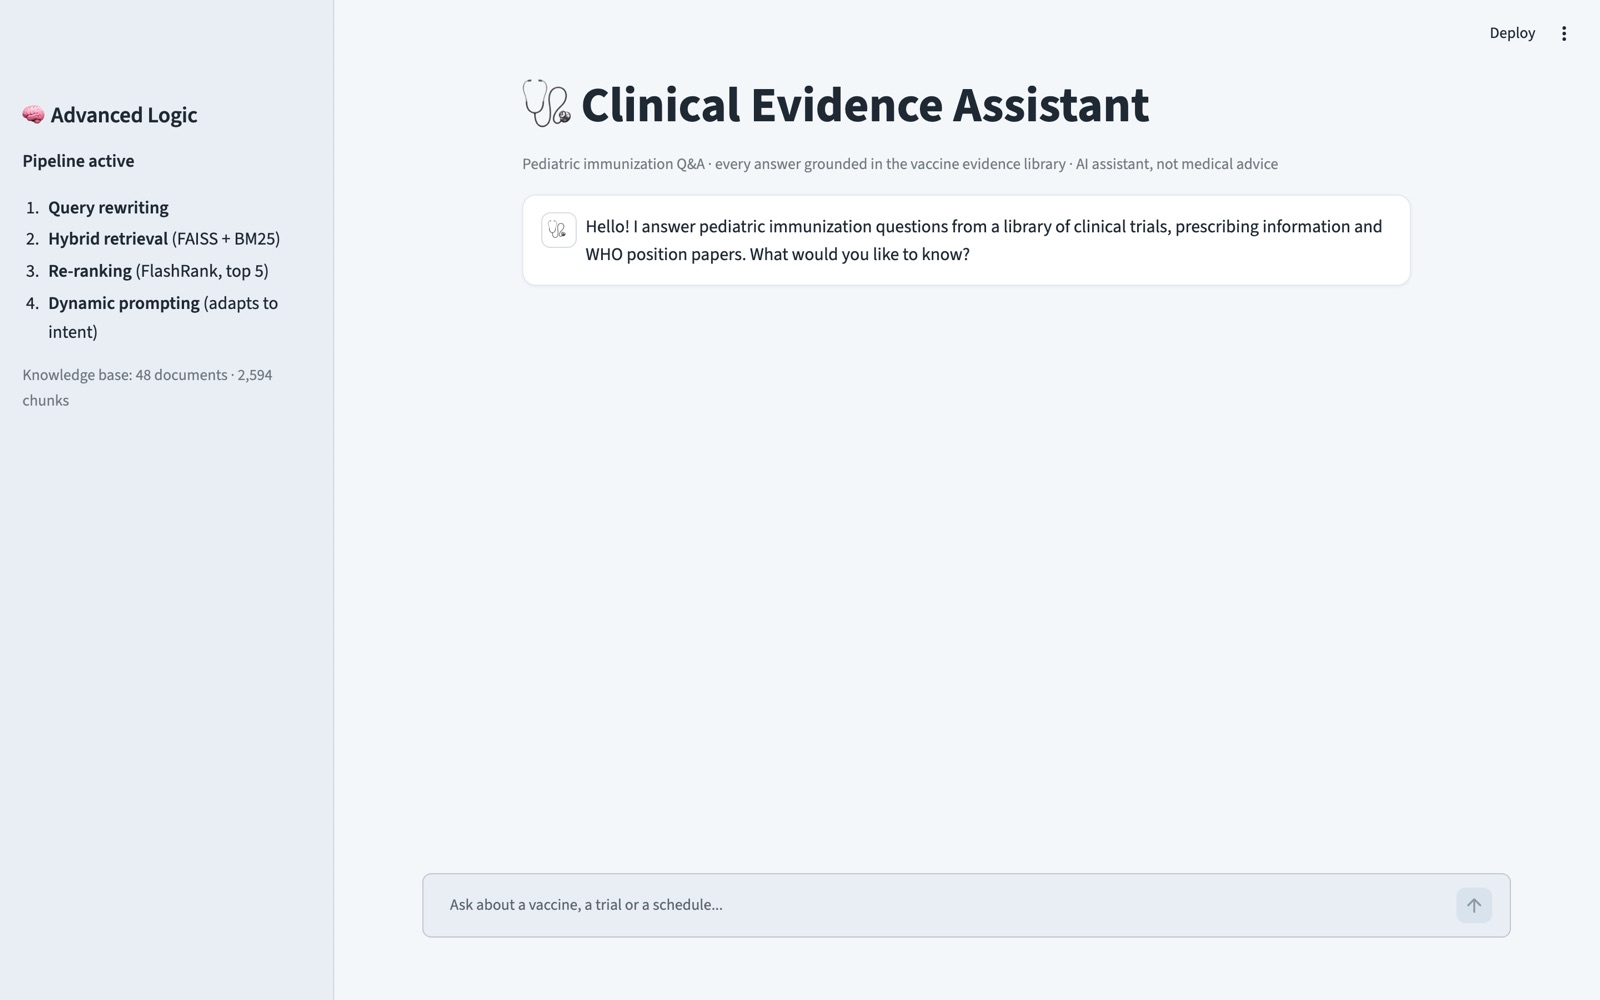 Deploy
🧠 Advanced Logic
Pipeline active
1. Query rewriting
2. Hybrid retrieval (FAISS + BM25)
3. Re-ranking (FlashRank, top 5)
4. Dynamic prompting (adapts to
intent)
Knowledge base: 48 documents · 2,594
chunks
🩺 Clinical Evidence Assistant
Pediatric immunization Q&A · every answer grounded in the vaccine evidence library · AI assistant, not medical advice
Hello! I answer pediatric immunization questions from a library of clinical trials, prescribing information and
WHO position papers. What would you like to know?
Ask about a vaccine, a trial or a schedule...